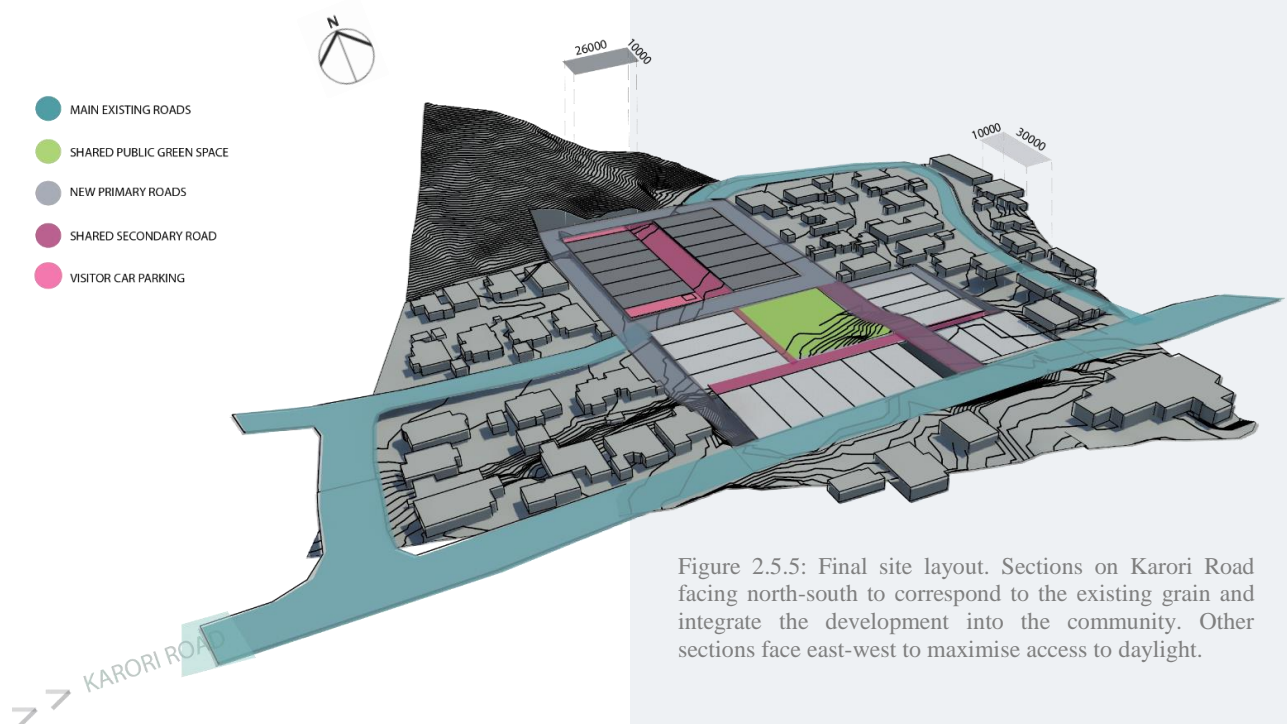 N
26000
10000
10000
30000
MAIN EXISTING ROADS
SHARED PUBLIC GREEN SPACE
NEW PRIMARY ROADS
SHARED SECONDARY ROAD
VISITOR CAR PARKING
>> KARORI ROAD
Figure 2.5.5: Final site layout. Sections on Karori Road
facing north-south to correspond to the existing grain and
integrate the development into the community. Other
sections face east-west to maximise access to daylight.